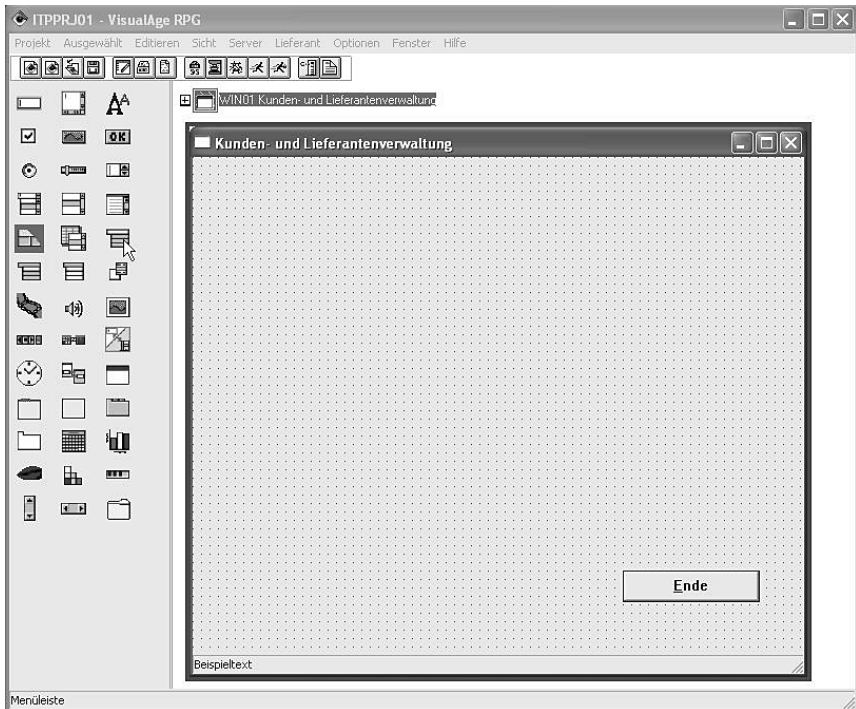 ITPPRJ01 - VisualAge RPG
Projekt Ausgewählt Editieren Sicht Server Lieferant Optionen Fenster Hilfe
A A
OK
WIN01 Kunden- und Lieferantenverwaltung
Kunden- und Lieferantenverwaltung
Ende
Beispieltext
Menüleiste